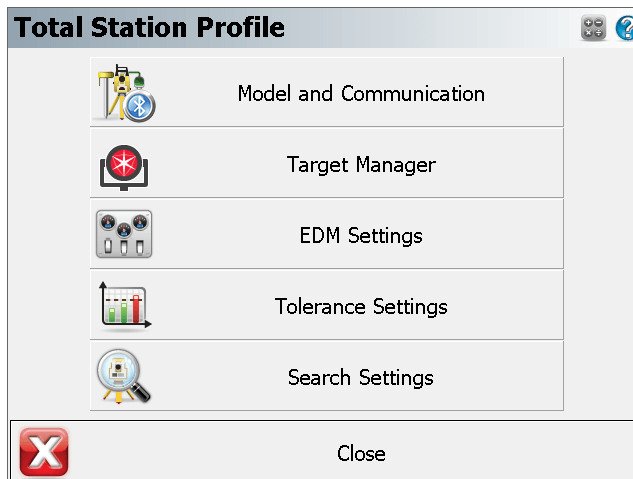 Total Station Profile
Model and Communication
Target Manager
EDM Settings
Tolerance Settings
Search Settings
Close